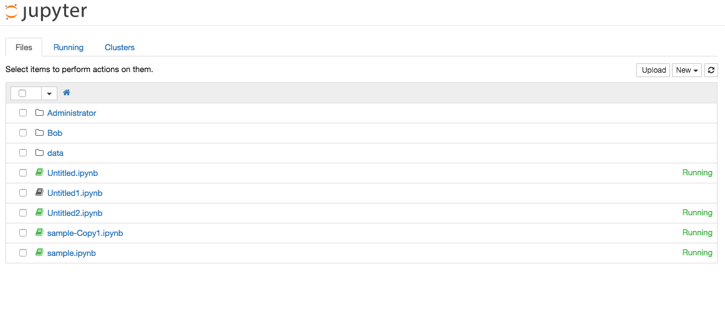 jupyter
Files Running Clusters
Select items to perform actions on them. Upload New
Administrator
Bob
data
Untitled.ipynb Running
Untitled1.ipynb
Untitled2.ipynb Running
sample-Copy1.ipynb Running
sample.ipynb Running